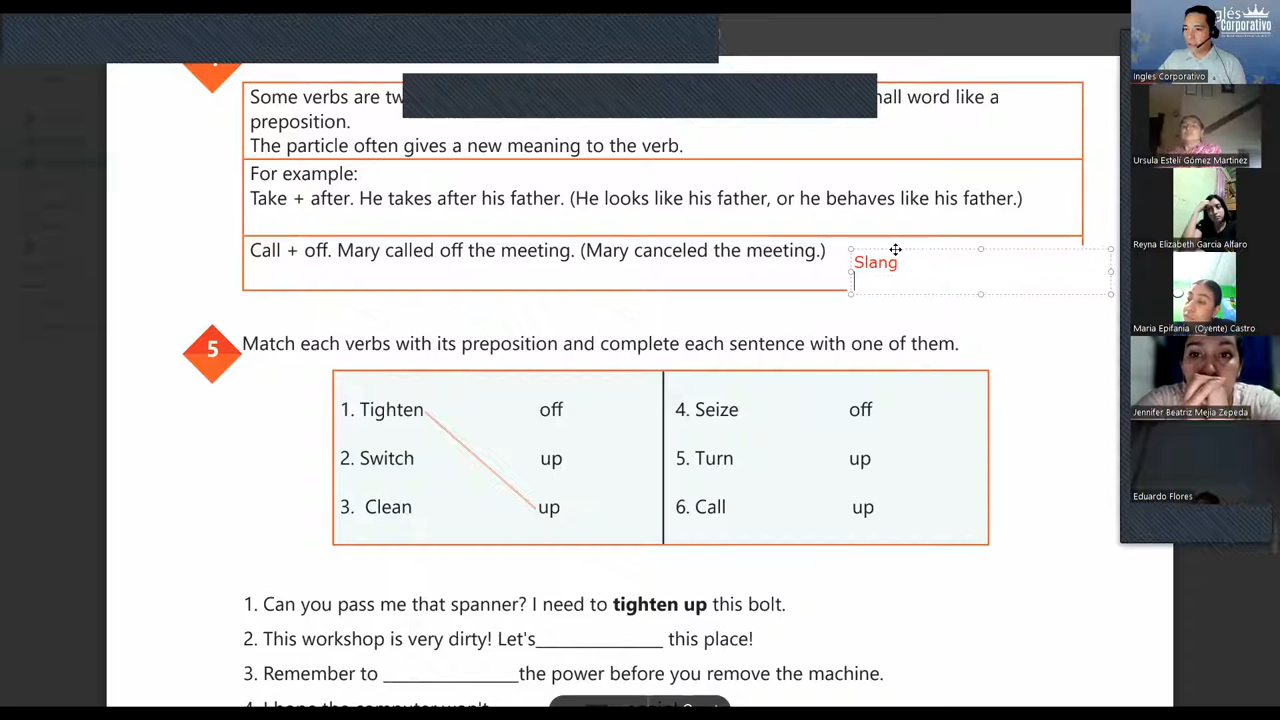 Some verbs are
mall word like a
preposition.
The particle often gives a new meaning to the verb.
For example:
Take + after. He takes after his father. (He looks like his father, or he behaves like his father.)
Call + off. Mary called off the meeting. (Mary canceled the meeting.)
Slang
5
Match each verbs with its preposition and complete each sentence with one of them.
1. Tighten off 4. Seize off
2. Switch up 5. Turn up
3. Clean up 6. Call up
1. Can you pass me that spanner? I need to tighten up this bolt.
2. This workshop is very dirty! Let's______________ this place!
3. Remember to _______________the power before you remove the machine.
Inglés
Corporativo
Ingles Corporativo
Ursula Estelí Gómez Martinez
Reyna Elizabeth Garcia Alfaro
Maria Epifania (Oyente) Castro
Jennifer Beatriz Mejia Zepeda
Eduardo Flores